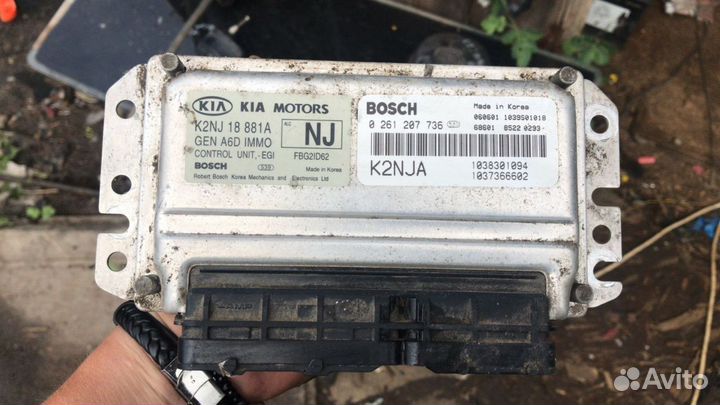 KIA KIA MOTORS
K2NJ 18 881A
GEN A6D IMMO
CONTROL UNIT,-EGI
BOSCH
A/C
NJ
FBG2ID62
Made in Korea
Robert Bosch Korea Mechanics and Electronics Ltd
BOSCH
Made in Korea
0 261 207 736
060601 1039S01018
68601 8522 0293
K2NJA
1038301094
1037366602
AMP
Avito